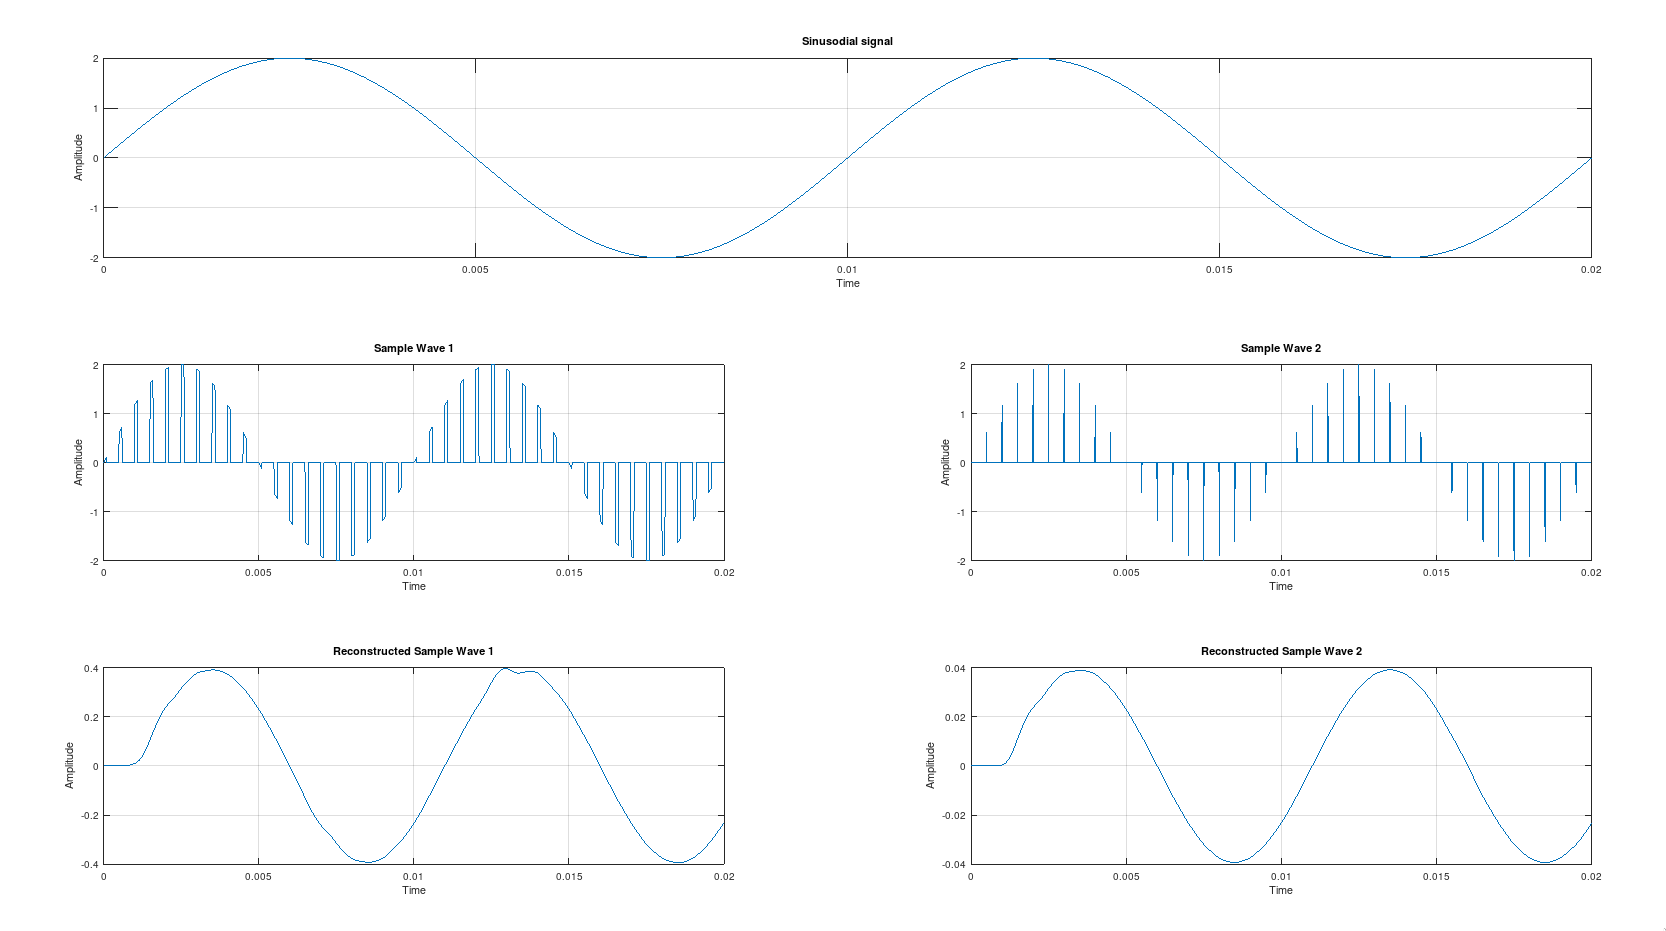 Sinusodial signal
2
1
0
-1
-2
Amplitude
0 0.005 0.01 0.015 0.02
Time
Sample Wave 1
2
1
0
-1
-2
Amplitude
0 0.005 0.01 0.015 0.02
Time
Sample Wave 2
2
1
0
-1
-2
Amplitude
0 0.005 0.01 0.015 0.02
Time
Reconstructed Sample Wave 1
0.4
0.2
0
-0.2
-0.4
Amplitude
0 0.005 0.01 0.015 0.02
Time
Reconstructed Sample Wave 2
0.04
0.02
0
-0.02
-0.04
Amplitude
0 0.005 0.01 0.015 0.02
Time